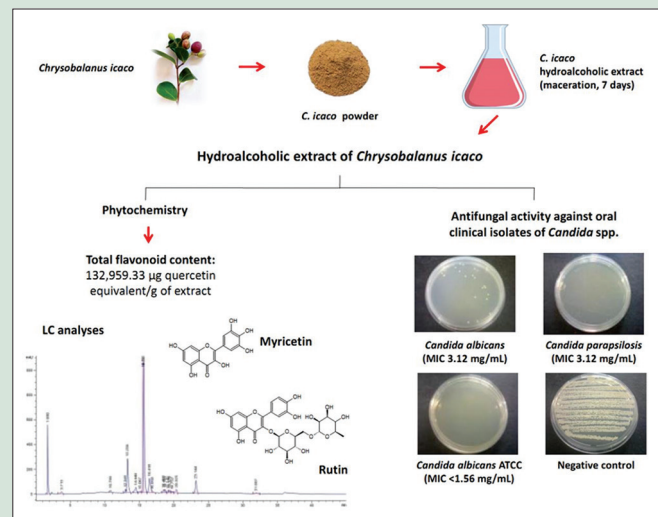 Chrysobalanus icaco
C. icaco powder
C. icaco
hydroalcoholic extract
(maceration, 7 days)
Hydroalcoholic extract of Chrysobalanus icaco
Phytochemistry
Total flavonoid content:
132,959.33 µg quercetin
equivalent/g of extract
LC analyses
Myricetin
Rutin
Antifungal activity against oral
clinical isolates of Candida spp.
Candida albicans
(MIC 3.12 mg/mL)
Candida parapsilosis
(MIC 3.12 mg/mL)
Candida albicans ATCC
(MIC <1.56 mg/mL)
Negative control